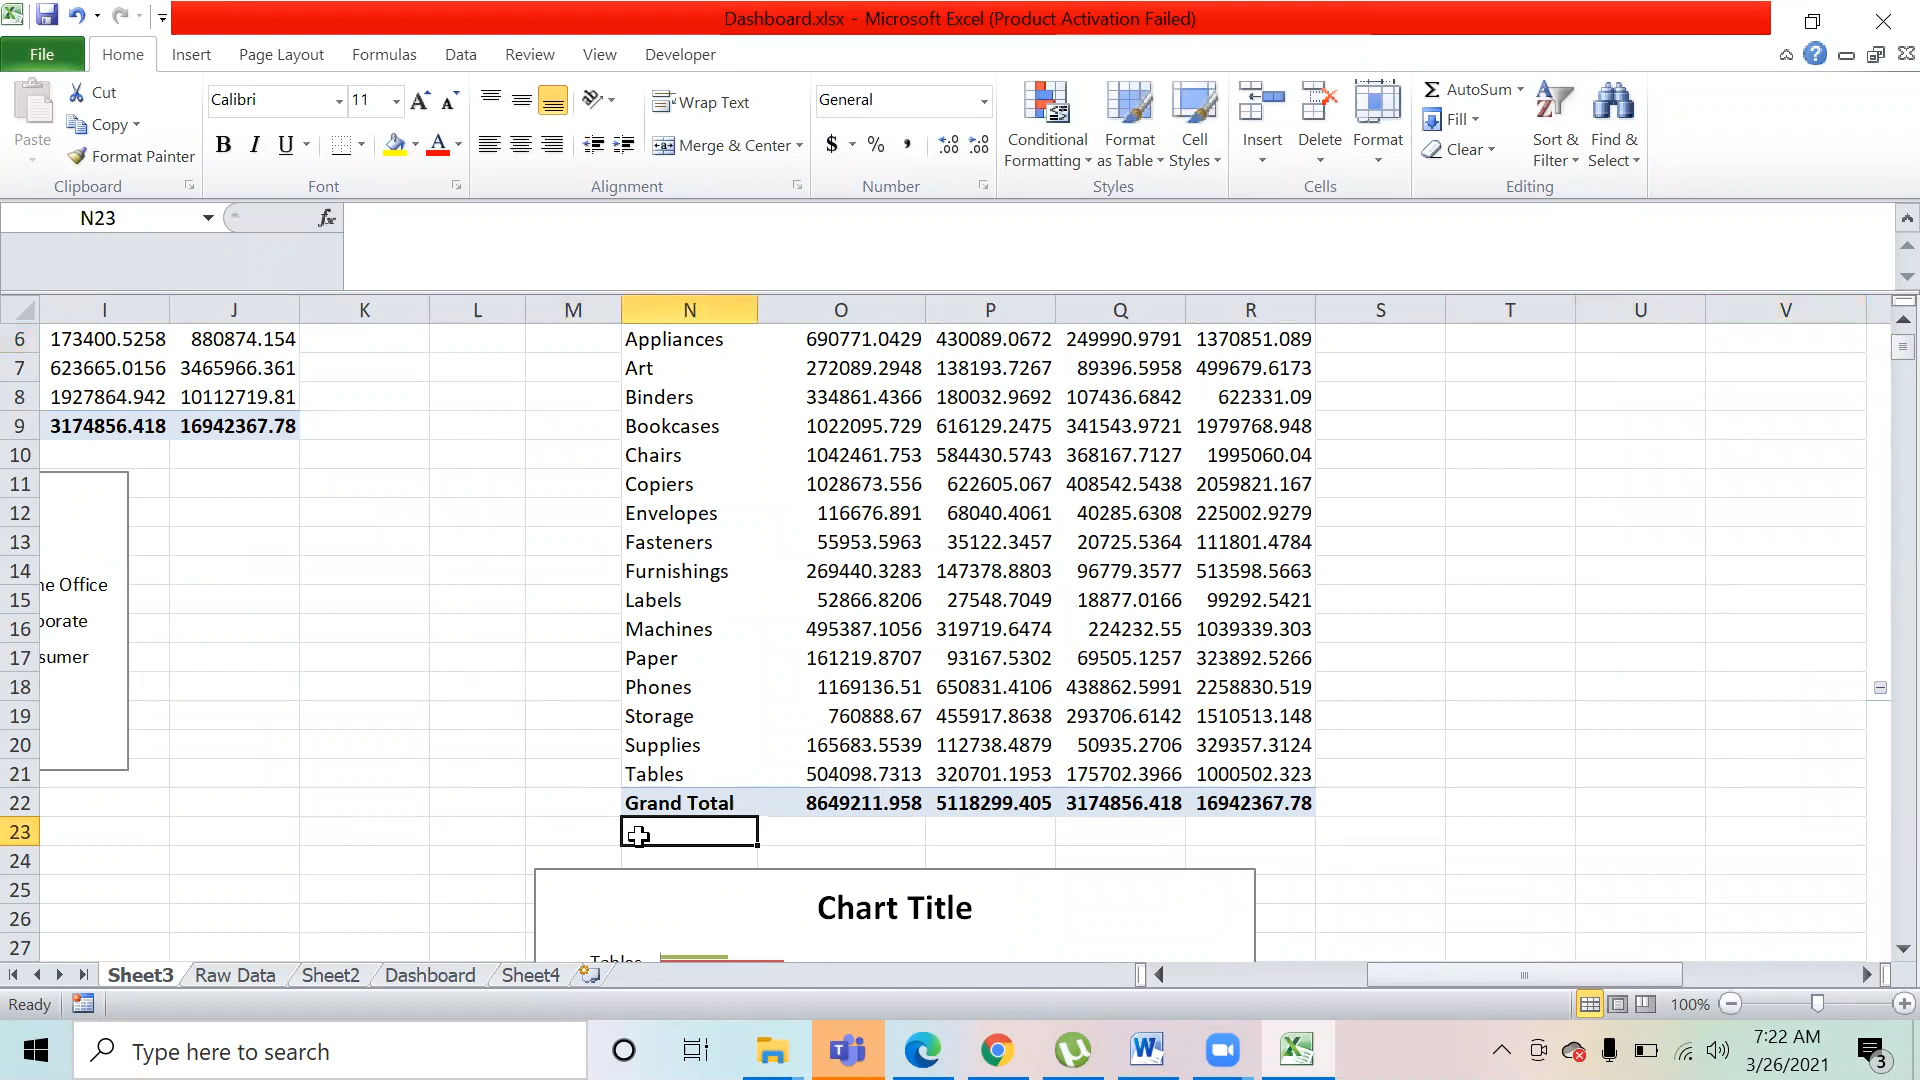 Dashboard.xlsx - Microsoft Excel (Product Activation Failed)
File Home Insert Page Layout Formulas Data Review View Developer
Paste
Cut
Copy
Format Painter
Clipboard
Calibri 11
B I U
Font
Wrap Text
Merge & Center
Alignment
General
$ % ,
Number
Conditional Formatting
Format as Table
Cell Styles
Styles
Insert
Delete
Format
Cells
AutoSum
Fill
Clear
Sort & Filter
Find & Select
Editing
N23 fx
I J K L M N O P Q R S T U V
6 173400.5258 880874.154 Appliances 690771.0429 430089.0672 249990.9791 1370851.089
7 623665.0156 3465966.361 Art 272089.2948 138193.7267 89396.5958 499679.6173
8 1927864.942 10112719.81 Binders 334861.4366 180032.9692 107436.6842 622331.09
9 3174856.418 16942367.78 Bookcases 1022095.729 616129.2475 341543.9721 1979768.948
10 Chairs 1042461.753 584430.5743 368167.7127 1995060.04
11 Copiers 1028673.556 622605.067 408542.5438 2059821.167
12 Envelopes 116676.891 68040.4061 40285.6308 225002.9279
13 Fasteners 55953.5963 35122.3457 20725.5364 111801.4784
14 ne Office Furnishings 269440.3283 147378.8803 96779.3577 513598.5663
15 porate Labels 52866.8206 27548.7049 18877.0166 99292.5421
16 Machines 495387.1056 319719.6474 224232.55 1039339.303
17 sumer Paper 161219.8707 93167.5302 69505.1257 323892.5266
18 Phones 1169136.51 650831.4106 438862.5991 2258830.519
19 Storage 760888.67 455917.8638 293706.6142 1510513.148
20 Supplies 165683.5539 112738.4879 50935.2706 329357.3124
21 Tables 504098.7313 320701.1953 175702.3966 1000502.323
22 Grand Total 8649211.958 5118299.405 3174856.418 16942367.78
23
24
25
26 Chart Title
27 Tables
Sheet3 Raw Data Sheet2 Dashboard Sheet4
Ready 100%
Type here to search
7:22 AM
3/26/2021
3